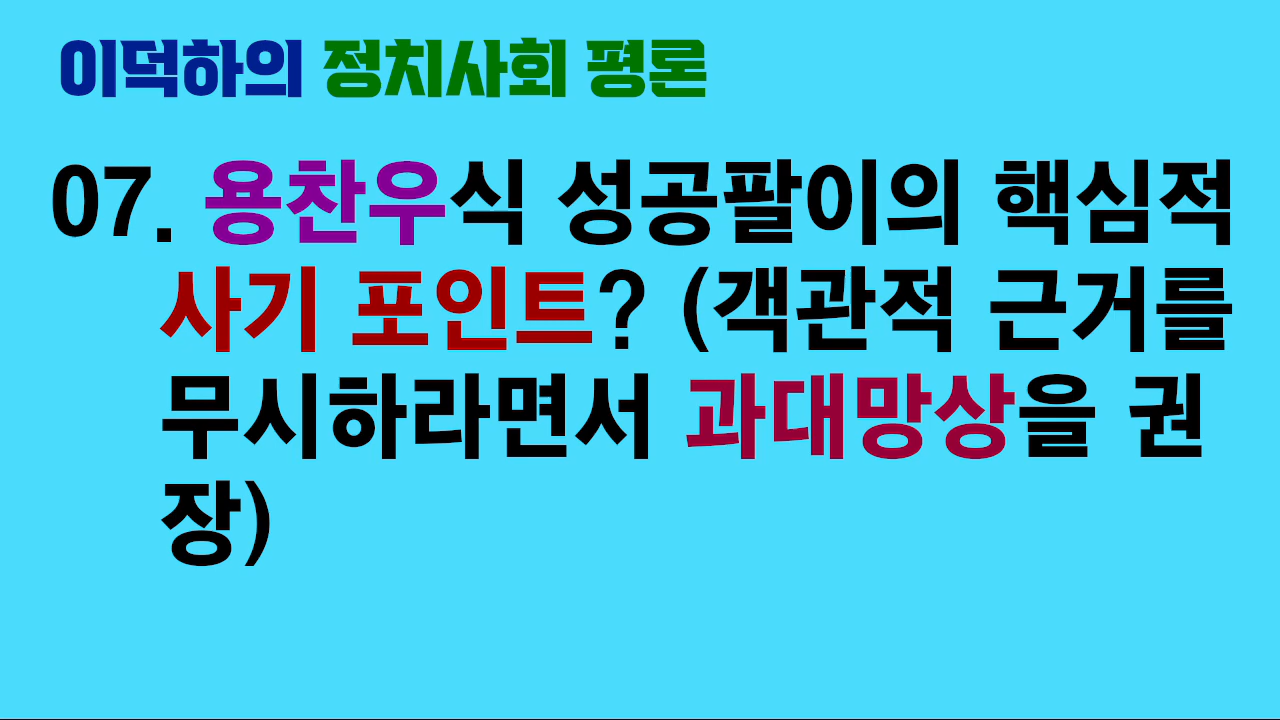 이덕하의 정치사회 평론
07. 용찬우식 성공팔이의 핵심적
사기 포인트? (객관적 근거를
무시하라면서 과대망상을 권
장)